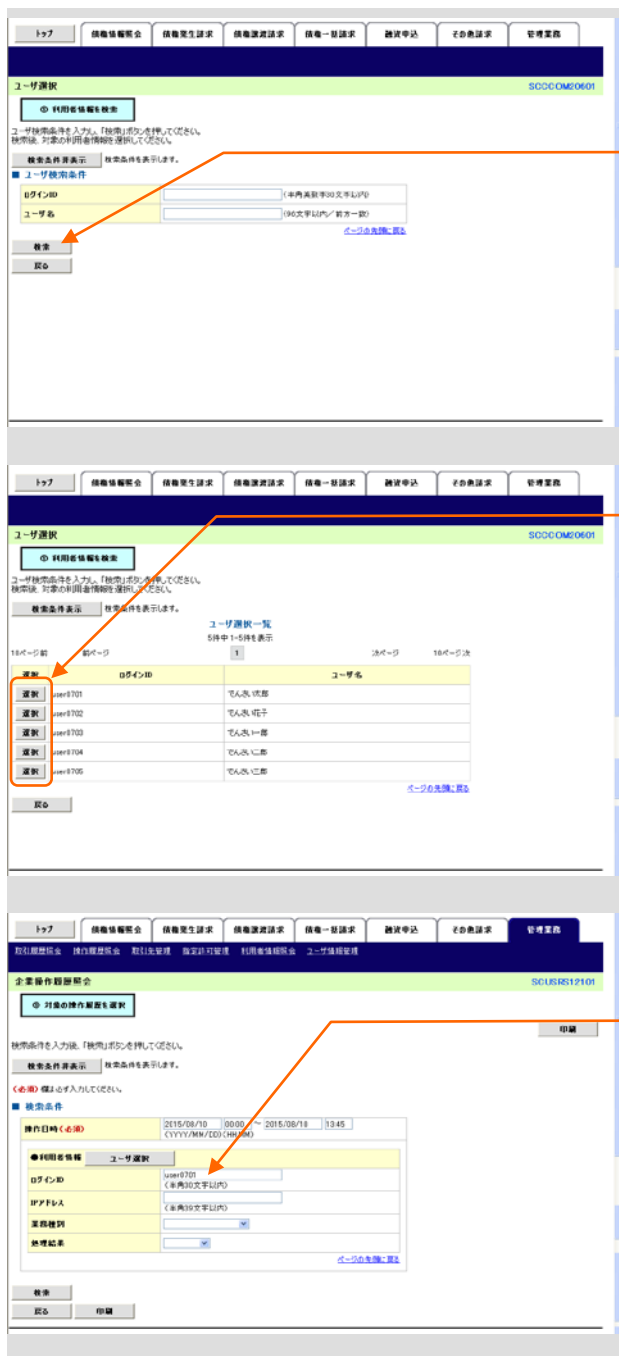 トップ 債権情報照会 債権発生請求 債権譲渡請求 債権一括請求 融資申込 その他請求 管理業務
ユーザ選択 SCCCOM20601
① 利用者情報を検索
ユーザ検索条件を入力し、「検索」ボタンを押してください。
検索後、対象の利用者情報を選択してください。
検索条件非表示 検索条件を表示します。
■ ユーザ検索条件
ログインID (半角英数字30文字以内)
ユーザ名 (96文字以内/前方一致)
ページの先頭に戻る
検索
戻る
トップ 債権情報照会 債権発生請求 債権譲渡請求 債権一括請求 融資申込 その他請求 管理業務
ユーザ選択 SCCCOM20601
① 利用者情報を検索
ユーザ検索条件を入力し、「検索」ボタンを押してください。
検索後、対象の利用者情報を選択してください。
検索条件表示 検索条件を表示します。
ユーザ選択一覧
5件中 1-5件を表示
10ページ前 前ページ 1 次ページ 10ページ次
選択 ログインID ユーザ名
選択 user0701 でんさい太郎
選択 user0702 でんさい花子
選択 user0703 でんさい一郎
選択 user0704 でんさい二郎
選択 user0705 でんさい三郎
ページの先頭に戻る
戻る
トップ 債権情報照会 債権発生請求 債権譲渡請求 債権一括請求 融資申込 その他請求 管理業務
取引履歴照会 操作履歴照会 取引先管理 指定許可管理 利用者情報照会 ユーザ情報管理
企業操作履歴照会 SCUSRS12101
① 対象の操作履歴を選択
印刷
検索条件を入力後、「検索」ボタンを押してください。
検索条件非表示 検索条件を表示します。
(必須)欄は必ず入力してください。
■ 検索条件
操作日時(必須) 2015/08/10 00:00 ～ 2015/08/10 13:45
(YYYY/MM/DD)(HH:MM)
●利用者情報 ユーザ選択
ログインID user0701
(半角30文字以内)
IPアドレス
(半角39文字以内)
業務種別
処理結果
ページの先頭に戻る
検索
戻る 印刷